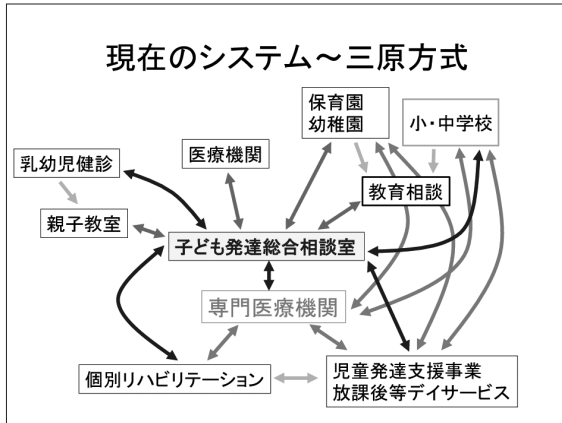 現在のシステム～三原方式
保育園
幼稚園
小・中学校
医療機関
乳幼児健診
教育相談
親子教室
子ども発達総合相談室
専門医療機関
個別リハビリテーション
児童発達支援事業
放課後等デイサービス